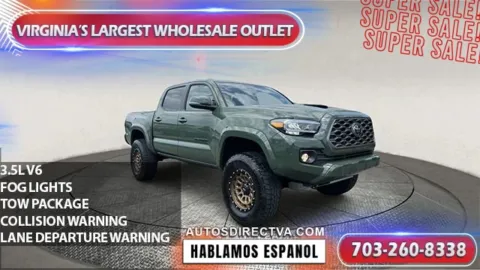 VIRGINIA'S LARGEST WHOLESALE OUTLET
SUPER SALE!
SUPER SALE!
SUPER SALE!
3.5L V6
FOG LIGHTS
TOW PACKAGE
COLLISION WARNING
LANE DEPARTURE WARNING
AUTOSDIRECTVA.COM
HABLAMOS ESPANOL
703-260-8338